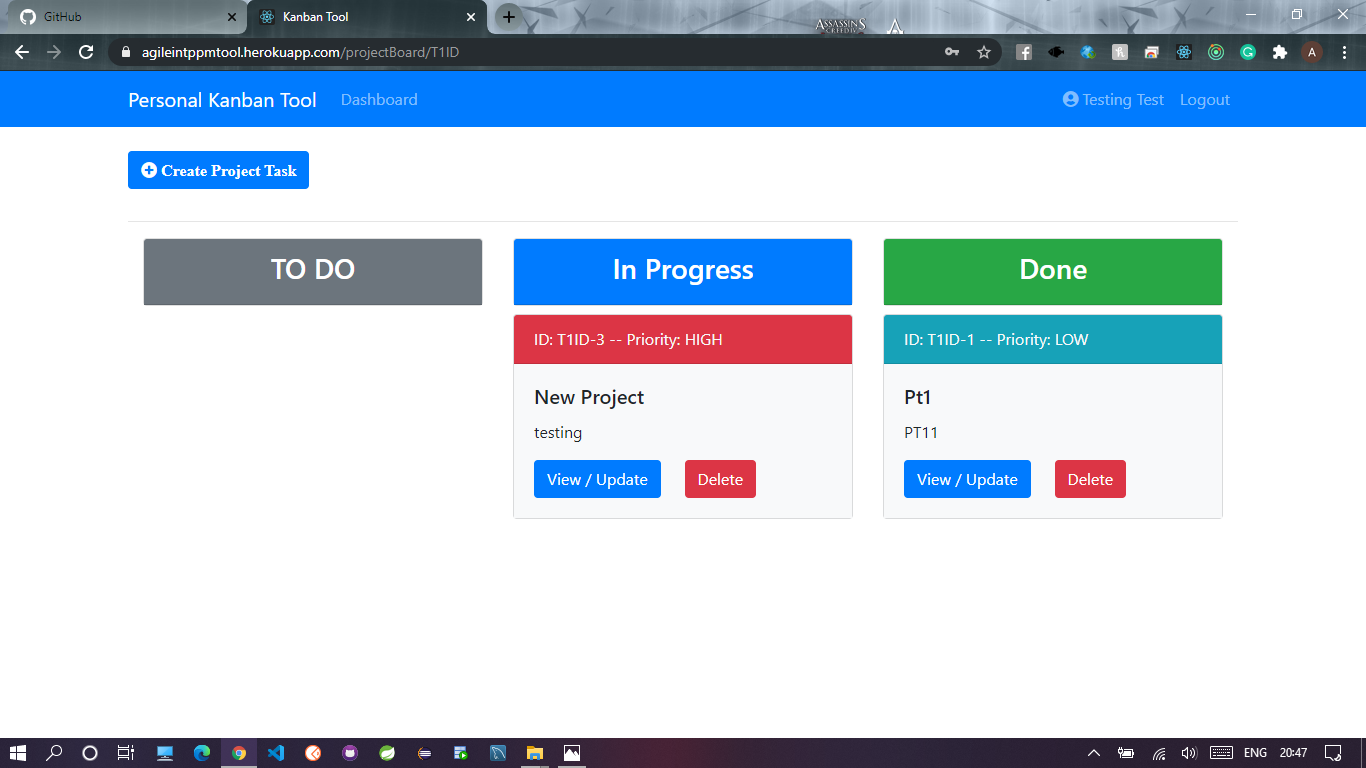 GitHub
Kanban Tool
ASSASSINS
agileintppmtool.herokuapp.com/projectBoard/T1ID
A
Personal Kanban Tool
Dashboard
Testing Test
Logout
Create Project Task
TO DO
In Progress
Done
ID: T1ID-3 -- Priority: HIGH
New Project
testing
View / Update
Delete
ID: T1ID-1 -- Priority: LOW
Pt1
PT11
View / Update
Delete
ENG
20:47